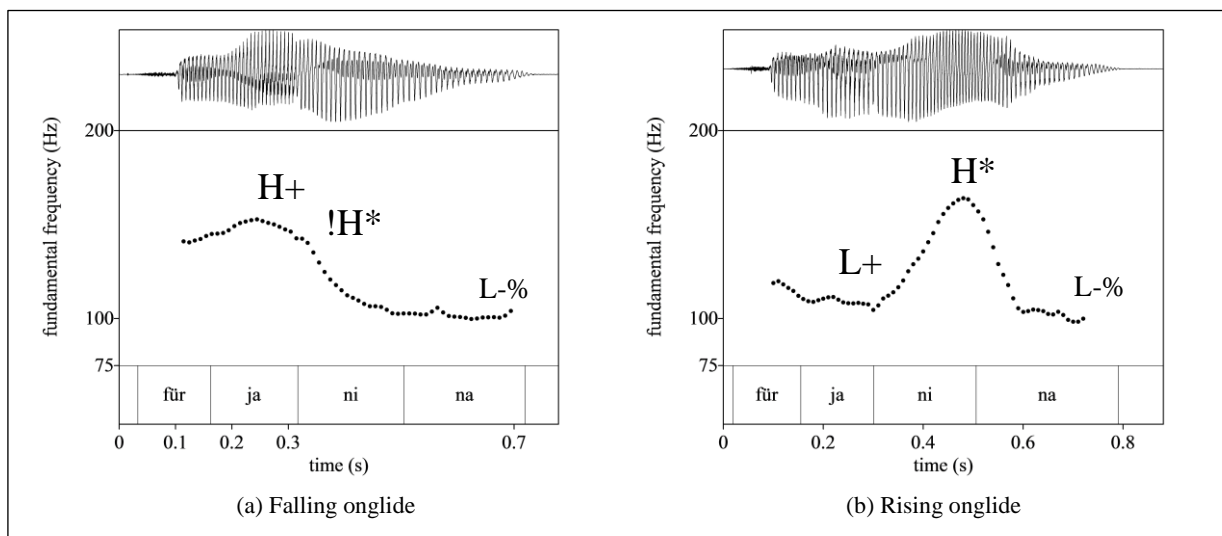 200
H+
!H*
L-%
100
75
fundamental frequency (Hz)
für ja ni na
0 0.1 0.2 0.3 0.7
time (s)
(a) Falling onglide
200
H*
L+
L-%
100
75
fundamental frequency (Hz)
für ja ni na
0 0.2 0.4 0.6 0.8
time (s)
(b) Rising onglide